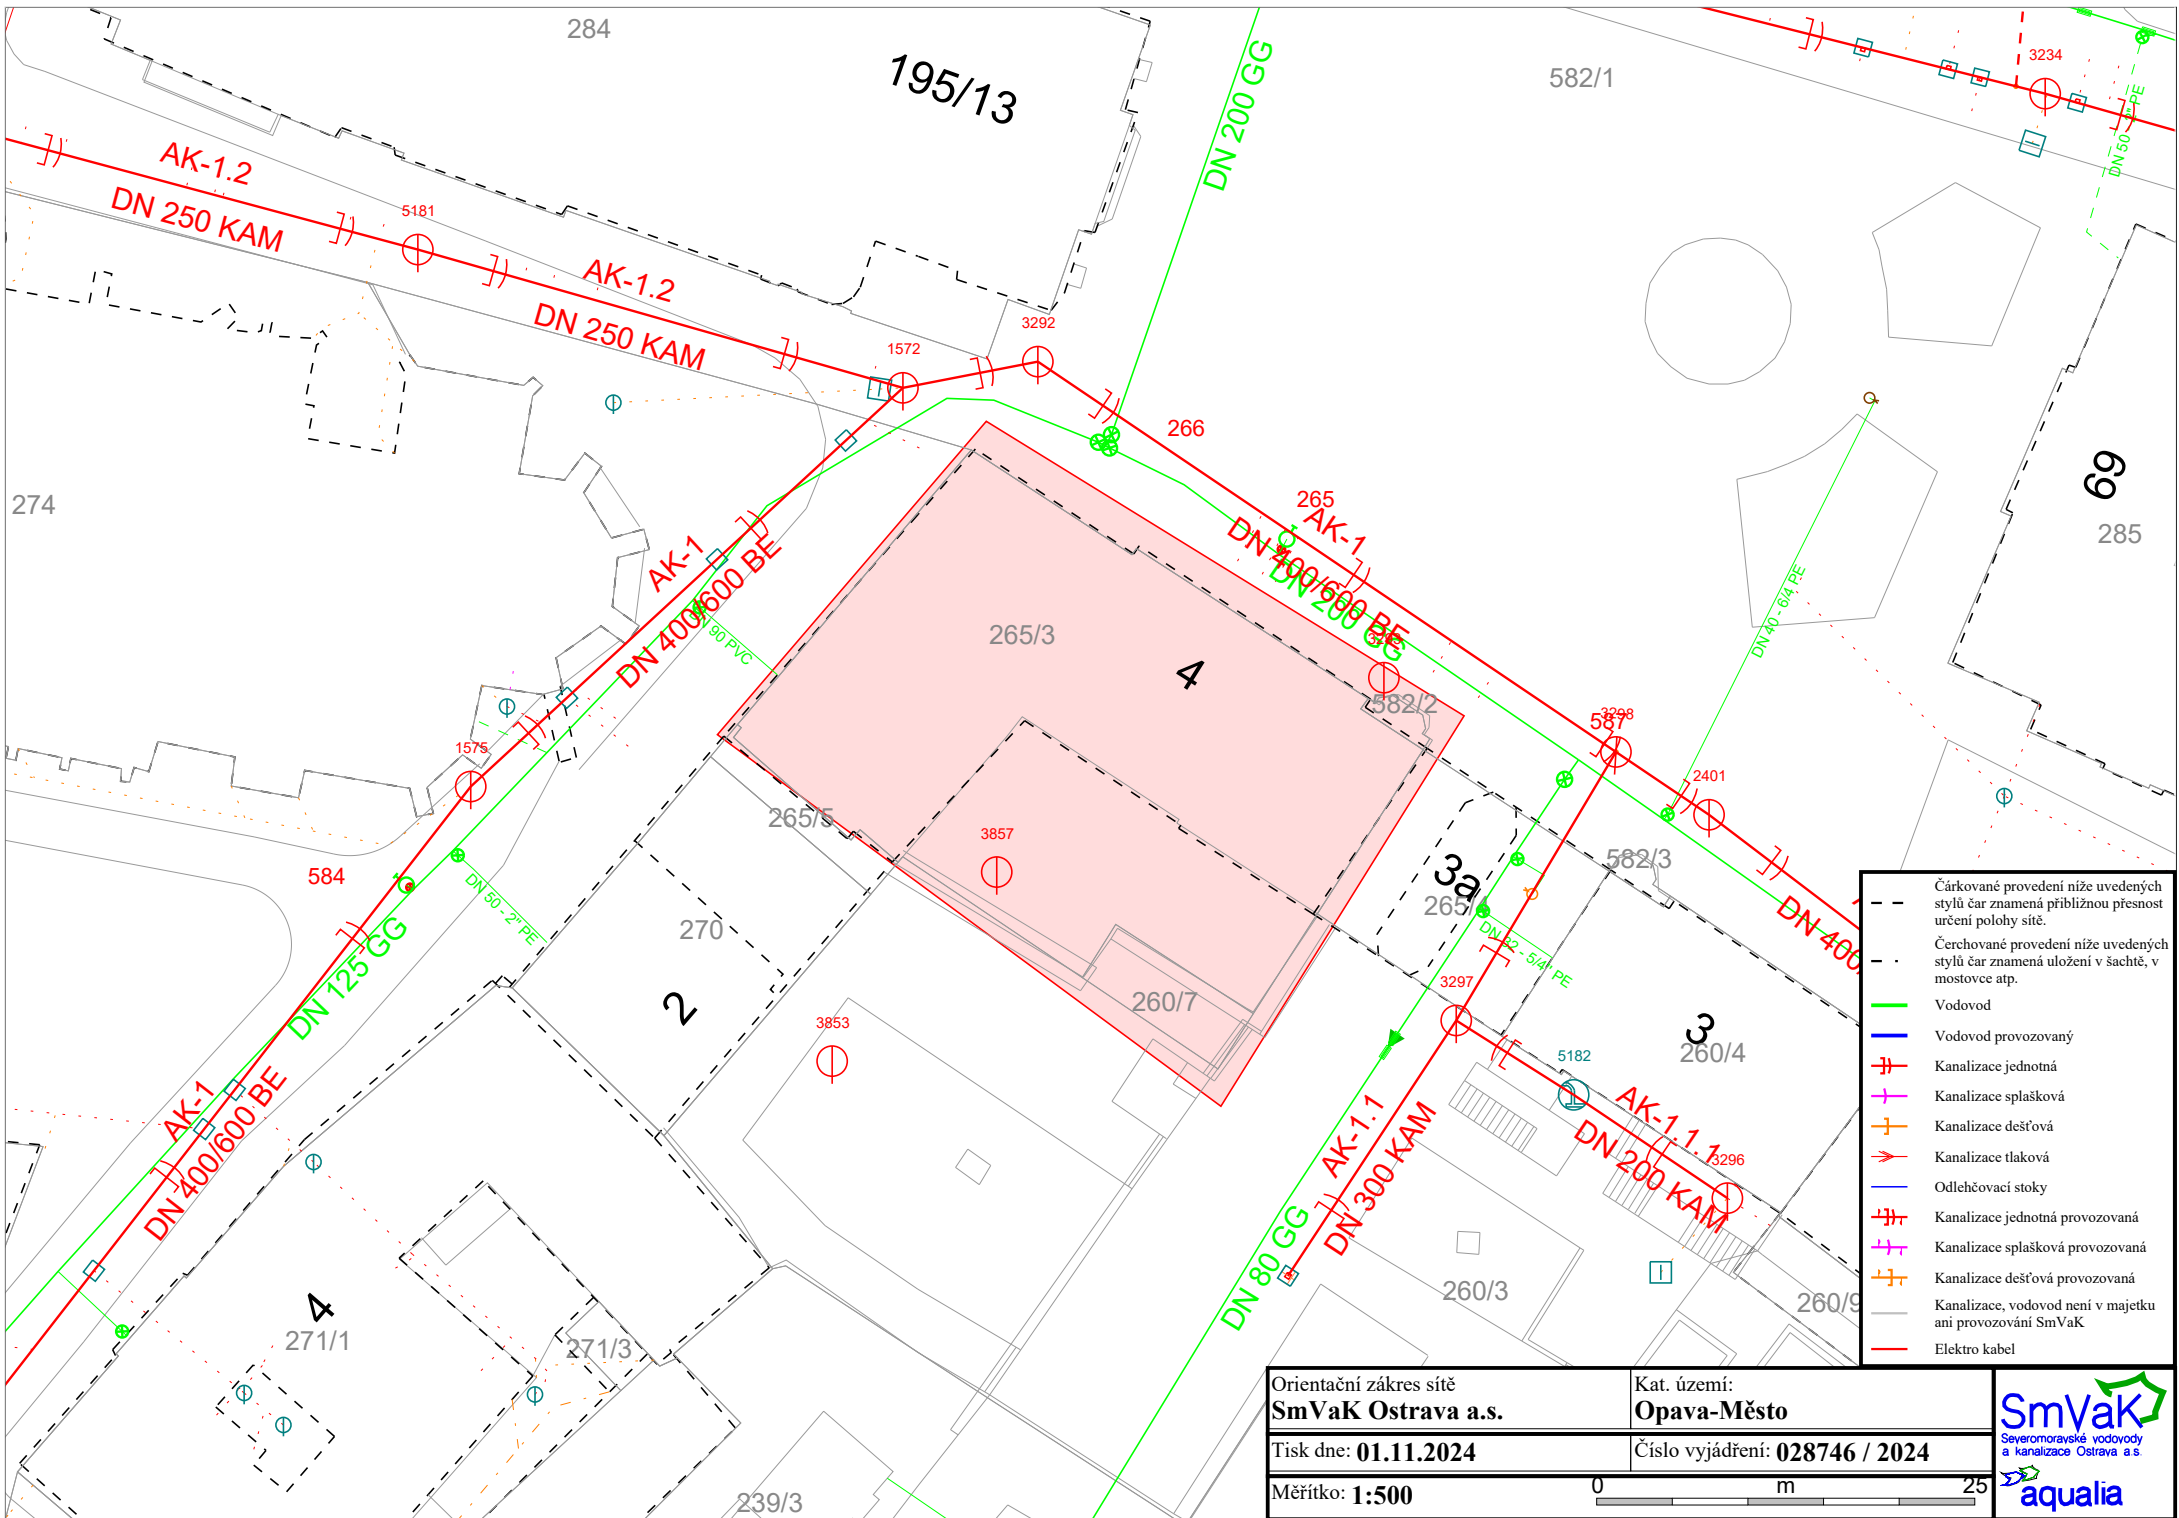 284
195/13
DN 200 GG
582/1
3234
DN 50 - 2" PE
AK-1.2
DN 250 KAM
5181
AK-1.2
DN 250 KAM
1572
3292
266
265
AK-1
DN 400/600 BE
DN 200 GG
69
285
274
AK-1
DN 400/600 BE
DN 90 PVC
265/3
4
582/2
DN 40 - 6/4 PE
587
3298
2401
1575
265/5
3857
584
DN 50 - 2" PE
DN 125 GG
270
2
3a
582/3
DN 32 - 5/4" PE
3297
260/7
3853
5182
3
260/4
AK-1
DN 400/600 BE
AK-1.1
DN 300 KAM
AK-1.1.1
DN 200 KAM
3296
DN 80 GG
260/3
260/9
4
271/1
271/3
239/3
DN 400
Čárkované provedení níže uvedených
stylů čar znamená přibližnou přesnost
určení polohy sítě.
Čerchované provedení níže uvedených
stylů čar znamená uložení v šachtě, v
mostovce atp.
Vodovod
Vodovod provozovaný
Kanalizace jednotná
Kanalizace splašková
Kanalizace dešťová
Kanalizace tlaková
Odlehčovací stoky
Kanalizace jednotná provozovaná
Kanalizace splašková provozovaná
Kanalizace dešťová provozovaná
Kanalizace, vodovod není v majetku
ani provozování SmVaK
Elektro kabel
Orientační zákres sítě
SmVaK Ostrava a.s.
Kat. území:
Opava-Město
Tisk dne: 01.11.2024
Číslo vyjádření: 028746 / 2024
Měřítko: 1:500
0 m 25
SmVaK
Severomoravské vodovody
a kanalizace Ostrava a.s.
aqualia